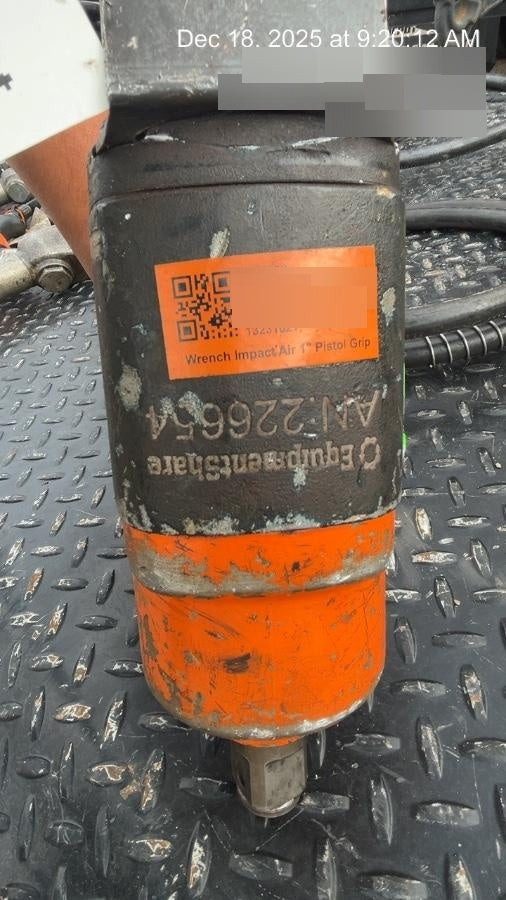 Dec 18. 2025 at 9:20:12 AM
Wrench Impact Air 1" Pistol Grip
AN:226654
EquipmentShare